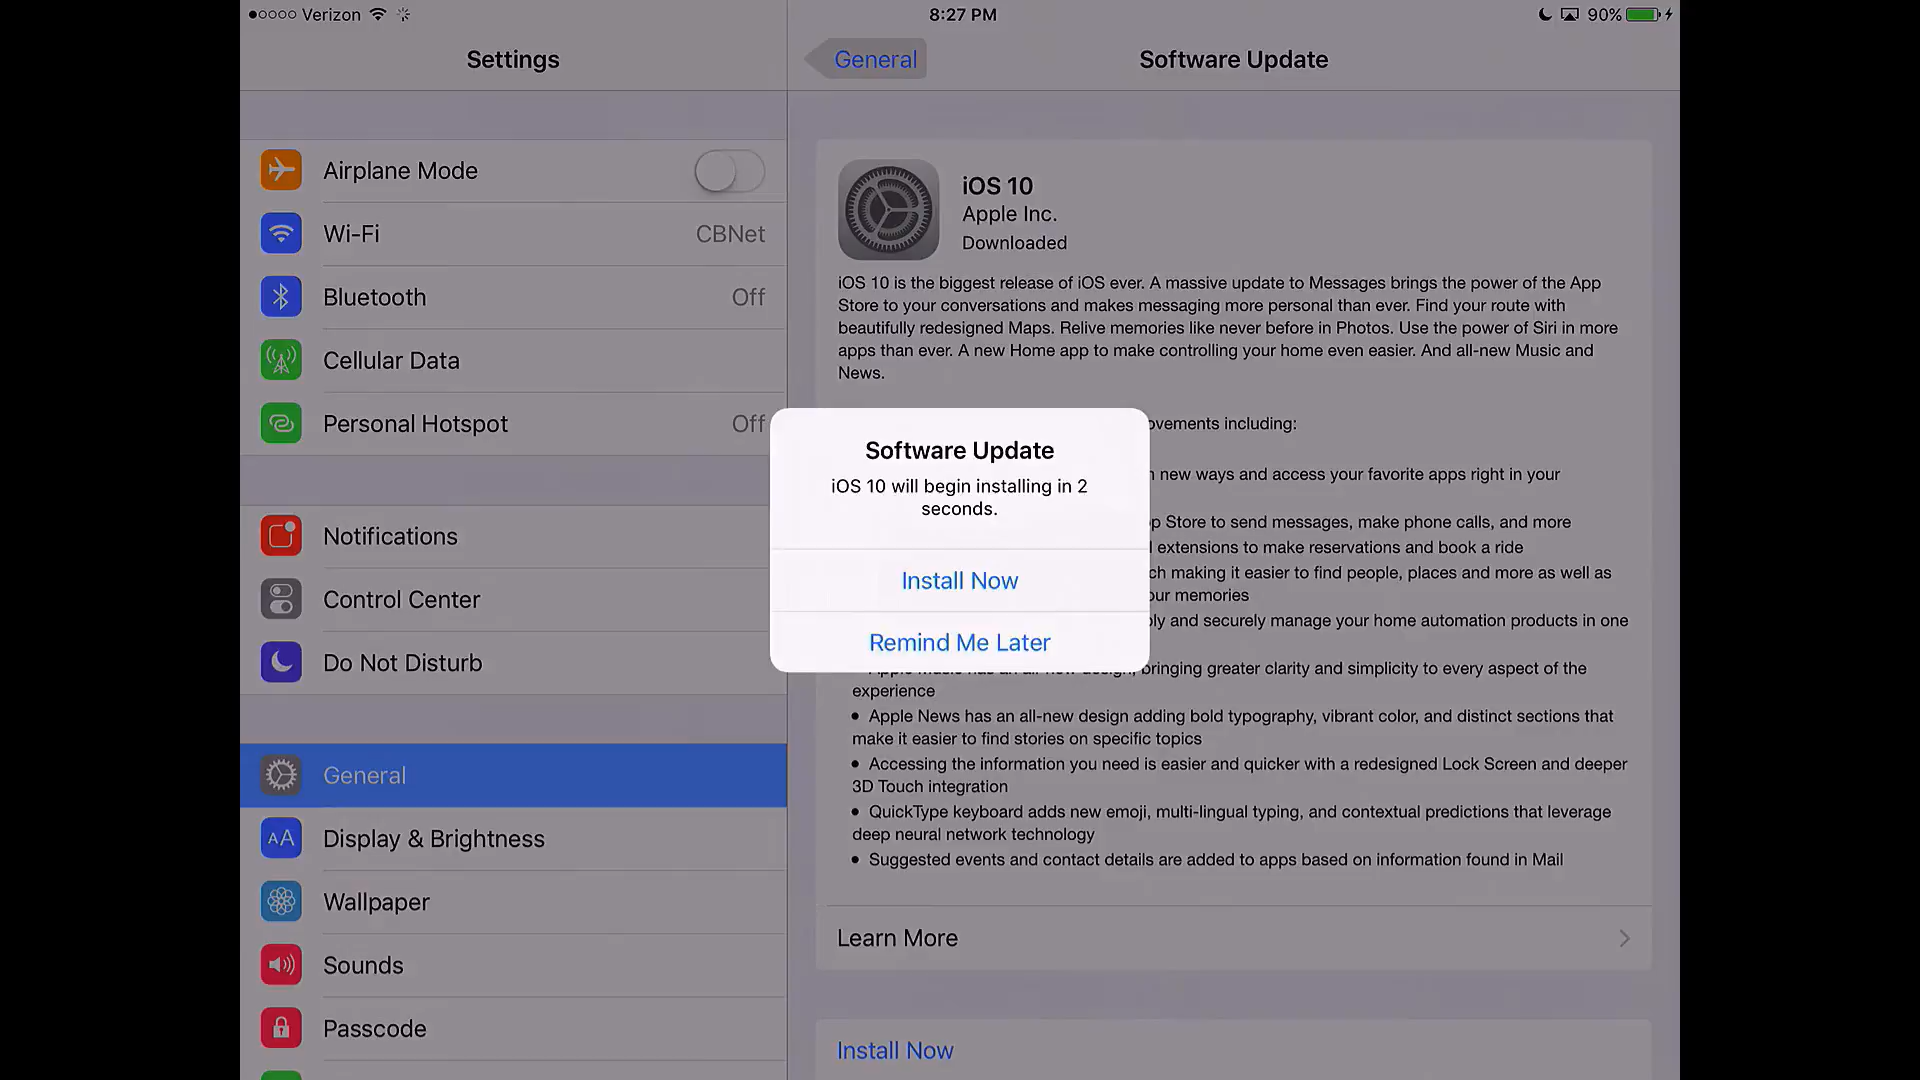 Verizon
8:27 PM
90%
Settings
General
Software Update
Airplane Mode
Wi-Fi
CBNet
Bluetooth
Off
Cellular Data
Personal Hotspot
Off
Notifications
Control Center
Do Not Disturb
General
AA
Display & Brightness
Wallpaper
Sounds
Passcode
iOS 10
Apple Inc.
Downloaded
iOS 10 is the biggest release of iOS ever. A massive update to Messages brings the power of the App
Store to your conversations and makes messaging more personal than ever. Find your route with
beautifully redesigned Maps. Relive memories like never before in Photos. Use the power of Siri in more
apps than ever. A new Home app to make controlling your home even easier. And all-new Music and
News.
including:
new ways and access your favorite apps right in your
Store to send messages, make phone calls, and more
extensions to make reservations and book a ride
making it easier to find people, places and more as well as
memories
and securely manage your home automation products in one
bringing greater clarity and simplicity to every aspect of the
experience
• Apple News has an all-new design adding bold typography, vibrant color, and distinct sections that
make it easier to find stories on specific topics
• Accessing the information you need is easier and quicker with a redesigned Lock Screen and deeper
3D Touch integration
• QuickType keyboard adds new emoji, multi-lingual typing, and contextual predictions that leverage
deep neural network technology
• Suggested events and contact details are added to apps based on information found in Mail
Learn More
Install Now
Software Update
iOS 10 will begin installing in 2
seconds.
Install Now
Remind Me Later